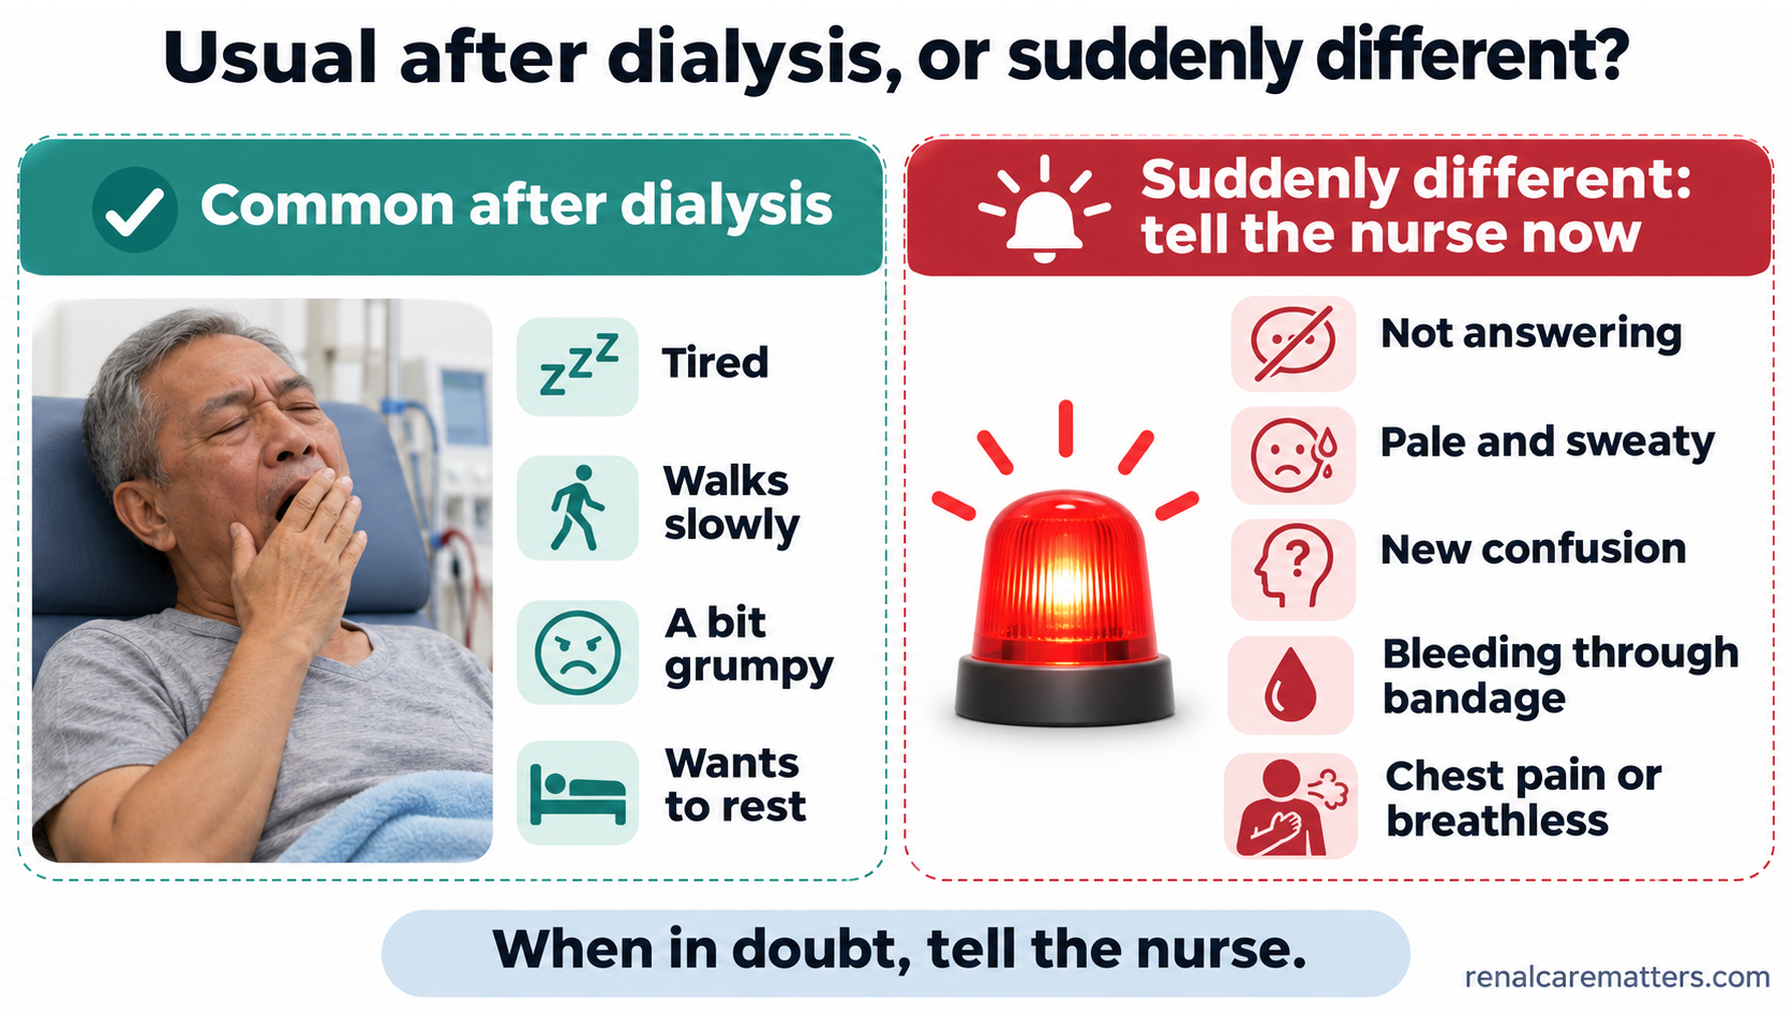 Usual after dialysis, or suddenly different?
Common after dialysis
zzZ
Tired
Walks
slowly
A bit
grumpy
Wants
to rest
Suddenly different:
tell the nurse now
Not answering
Pale and sweaty
?
New confusion
Bleeding through
bandage
Chest pain or
breathless
When in doubt, tell the nurse.
renalcarematters.com